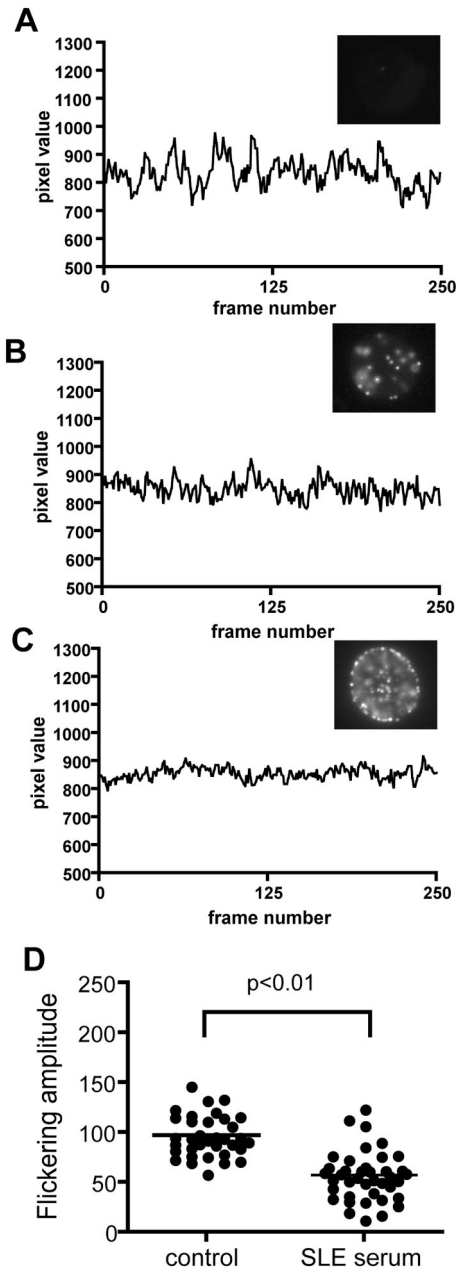 A
1300
1200
1100
1000
900
800
700
600
500
pixel value
0 125 250
frame number
B
1300
1200
1100
1000
900
800
700
600
500
pixel value
0 125 250
frame number
C
1300
1200
1100
1000
900
800
700
600
500
pixel value
0 125 250
frame number
D
p<0.01
250
200
150
100
50
0
Flickering amplitude
control SLE serum